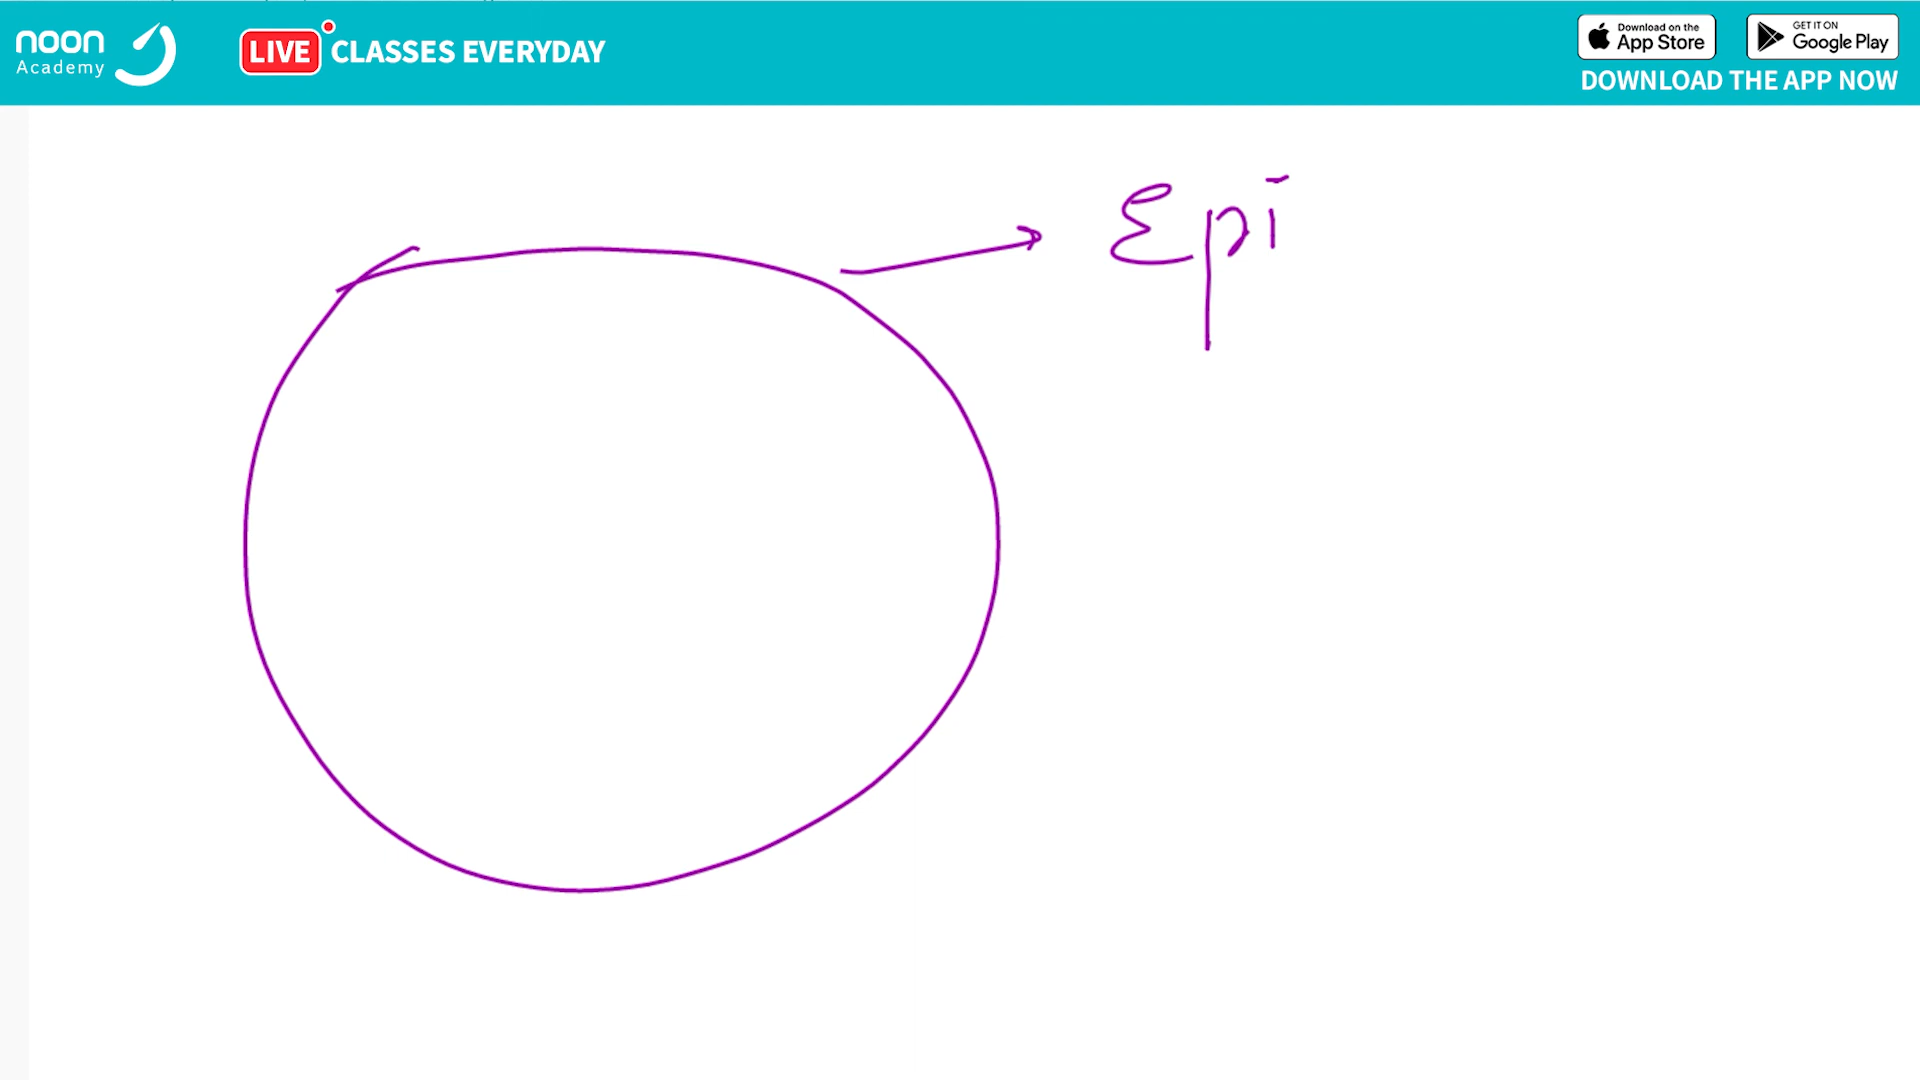 noon
Academy
LIVE CLASSES EVERYDAY
Download on the
App Store
GET IT ON
Google Play
DOWNLOAD THE APP NOW
Epi